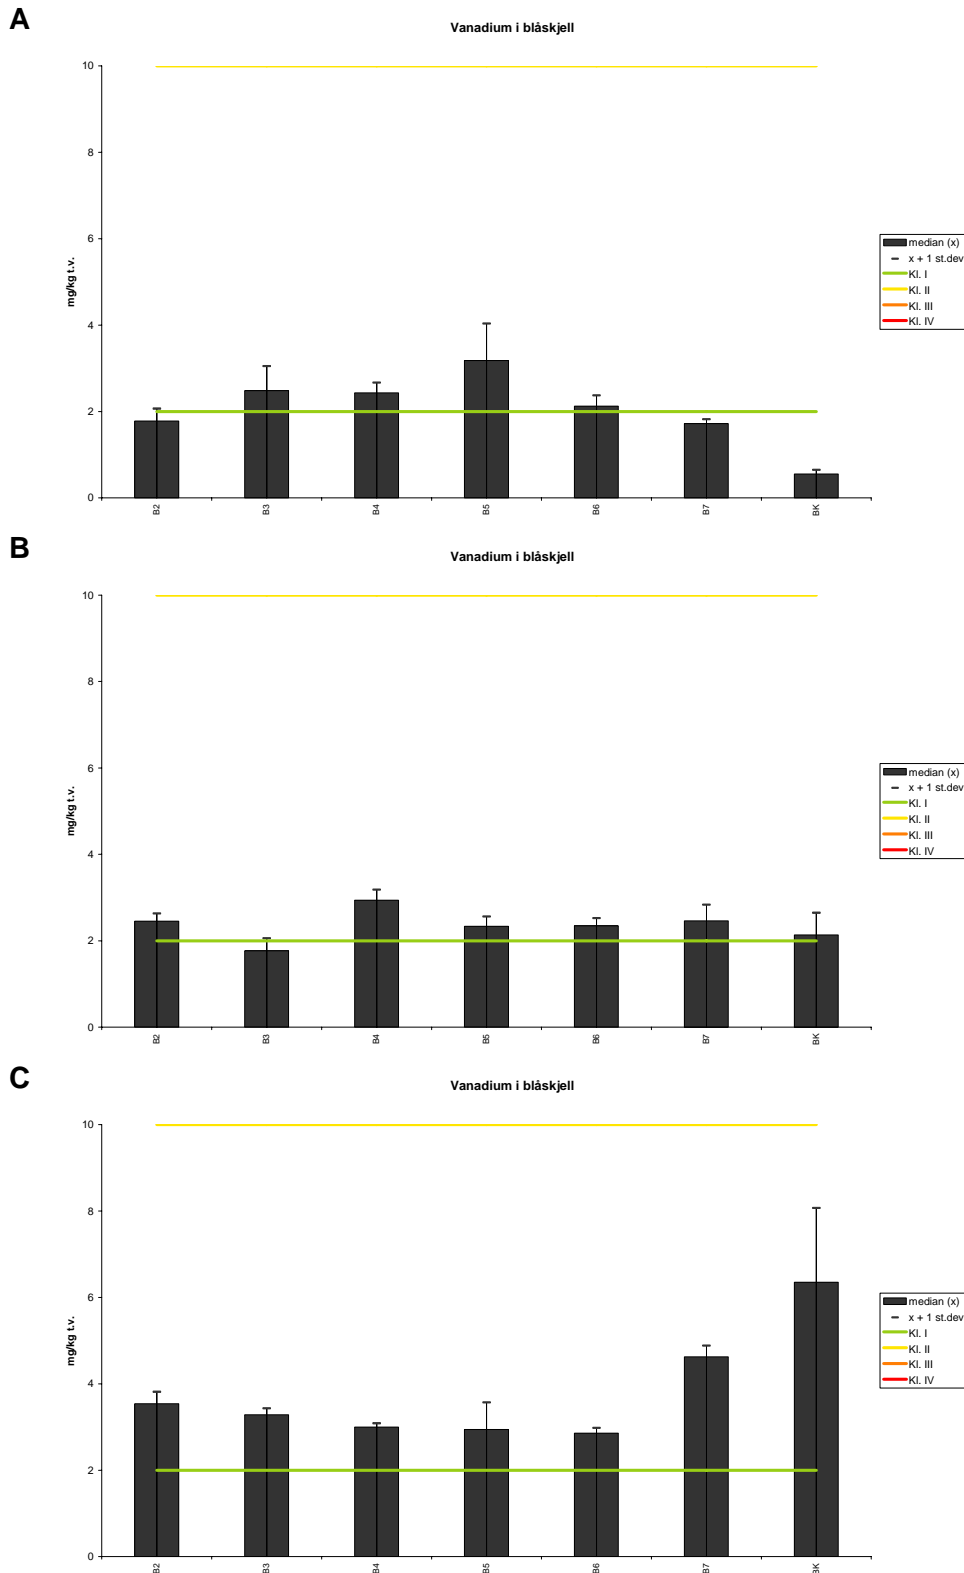 A
Vanadium i blåskjell
10
8
6
4
2
0
mg/kg t.v.
B2
B3
B4
B5
B6
B7
BK
median (x)
x + 1 st.dev
Kl. I
Kl. II
Kl. III
Kl. IV
B
Vanadium i blåskjell
10
8
6
4
2
0
mg/kg t.v.
B2
B3
B4
B5
B6
B7
BK
median (x)
x + 1 st.dev
Kl. I
Kl. II
Kl. III
Kl. IV
C
Vanadium i blåskjell
10
8
6
4
2
0
mg/kg t.v.
B2
B3
B4
B5
B6
B7
BK
median (x)
x + 1 st.dev
Kl. I
Kl. II
Kl. III
Kl. IV